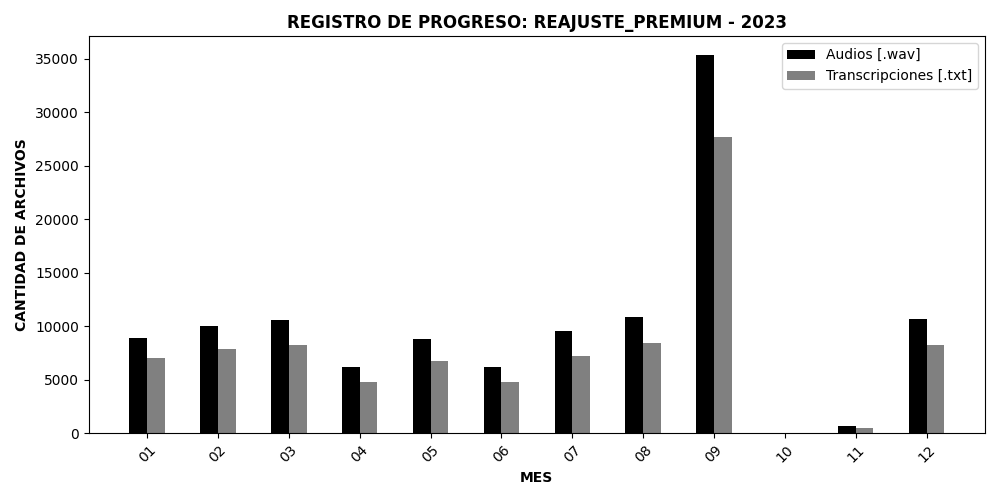 REGISTRO DE PROGRESO: REAJUSTE_PREMIUM - 2023
Audios [.wav]
Transcripciones [.txt]
CANTIDAD DE ARCHIVOS
35000
30000
25000
20000
15000
10000
5000
0
01 02 03 04 05 06 07 08 09 10 11 12
MES